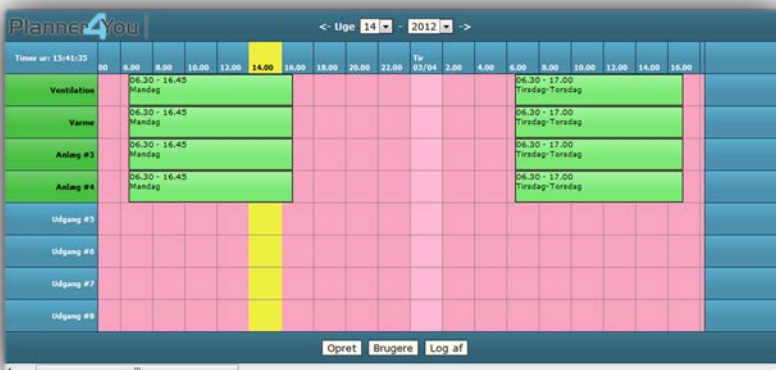 Planner4You
<- Uge 14 - 2012 ->
Timer ur: 15:41:35 00 6.00 8.00 10.00 12.00 14.00 16.00 18.00 20.00 22.00 Tir 03/04 2.00 4.00 6.00 8.00 10.00 12.00 14.00 16.00
Ventilation 06.30 - 16.45 06.30 - 17.00
Mandag Tirsdag-Torsdag
Varme 06.30 - 16.45 06.30 - 17.00
Mandag Tirsdag-Torsdag
Anlæg #3 06.30 - 16.45 06.30 - 17.00
Mandag Tirsdag-Torsdag
Anlæg #4 06.30 - 16.45 06.30 - 17.00
Mandag Tirsdag-Torsdag
Udgang #5
Udgang #6
Udgang #7
Udgang #8
Opret Brugere Log af